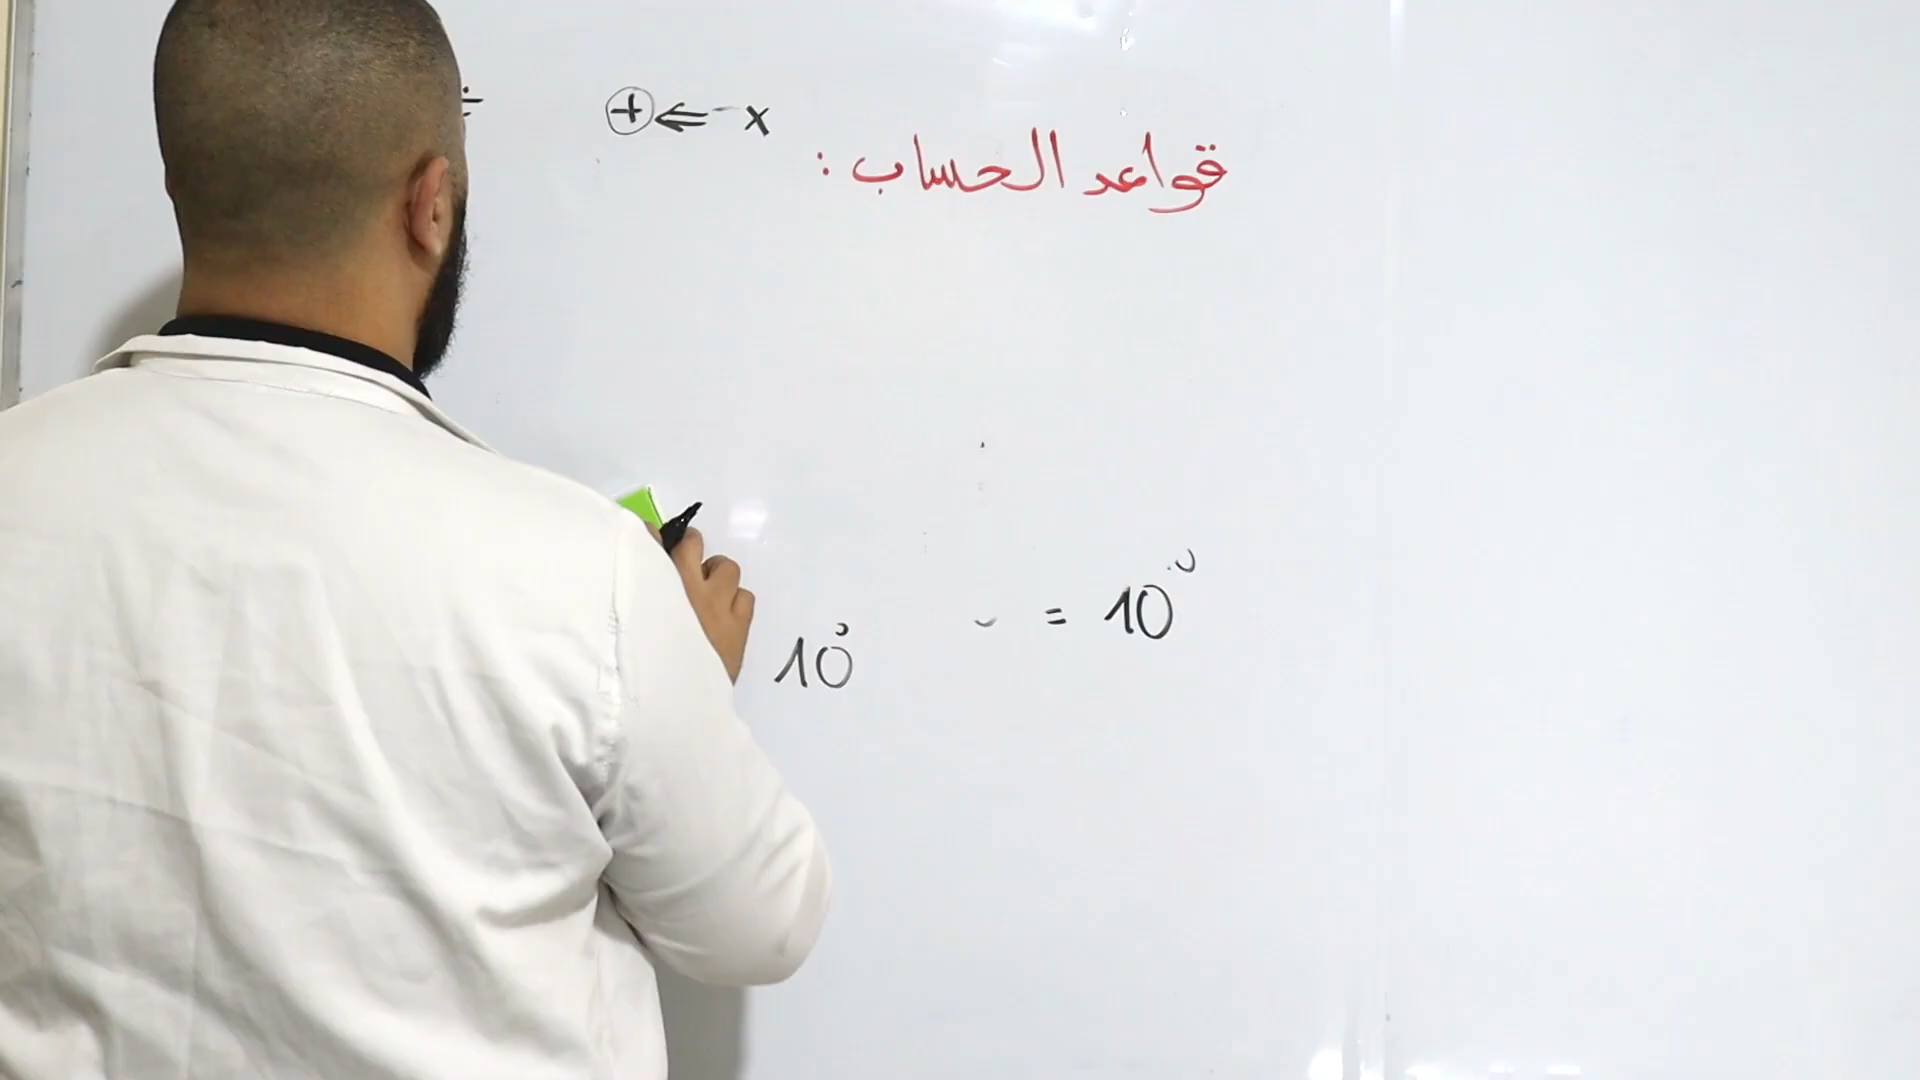 ÷ ⊕ ⇐ x
قواعد الحساب :
= 10
10